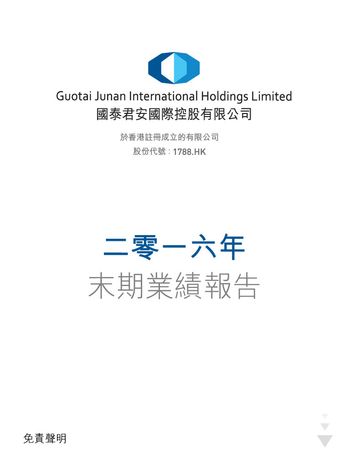 Guotai Junan International Holdings Limited
國泰君安國際控股有限公司
於香港註冊成立的有限公司
股份代號：1788.HK
二零一六年
末期業績報告
免責聲明